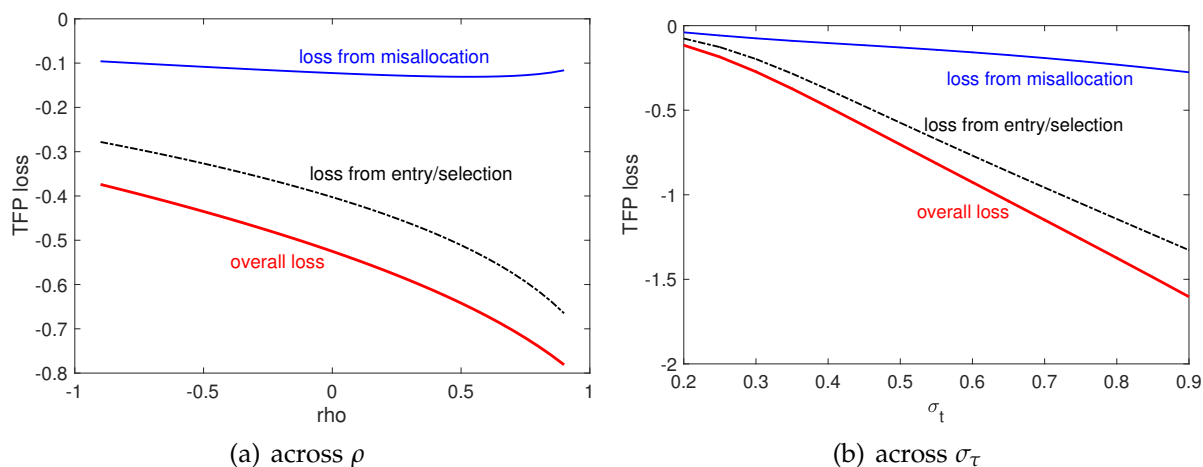 0
-0.1
-0.2
-0.3
-0.4
-0.5
-0.6
-0.7
-0.8
TFP loss
loss from misallocation
loss from entry/selection
overall loss
-1
-0.5
0
0.5
1
rho
(a) across ρ
0
-0.5
-1
-1.5
-2
TFP loss
loss from misallocation
loss from entry/selection
overall loss
0.2
0.3
0.4
0.5
0.6
0.7
0.8
0.9
σ_t
(b) across σ_τ